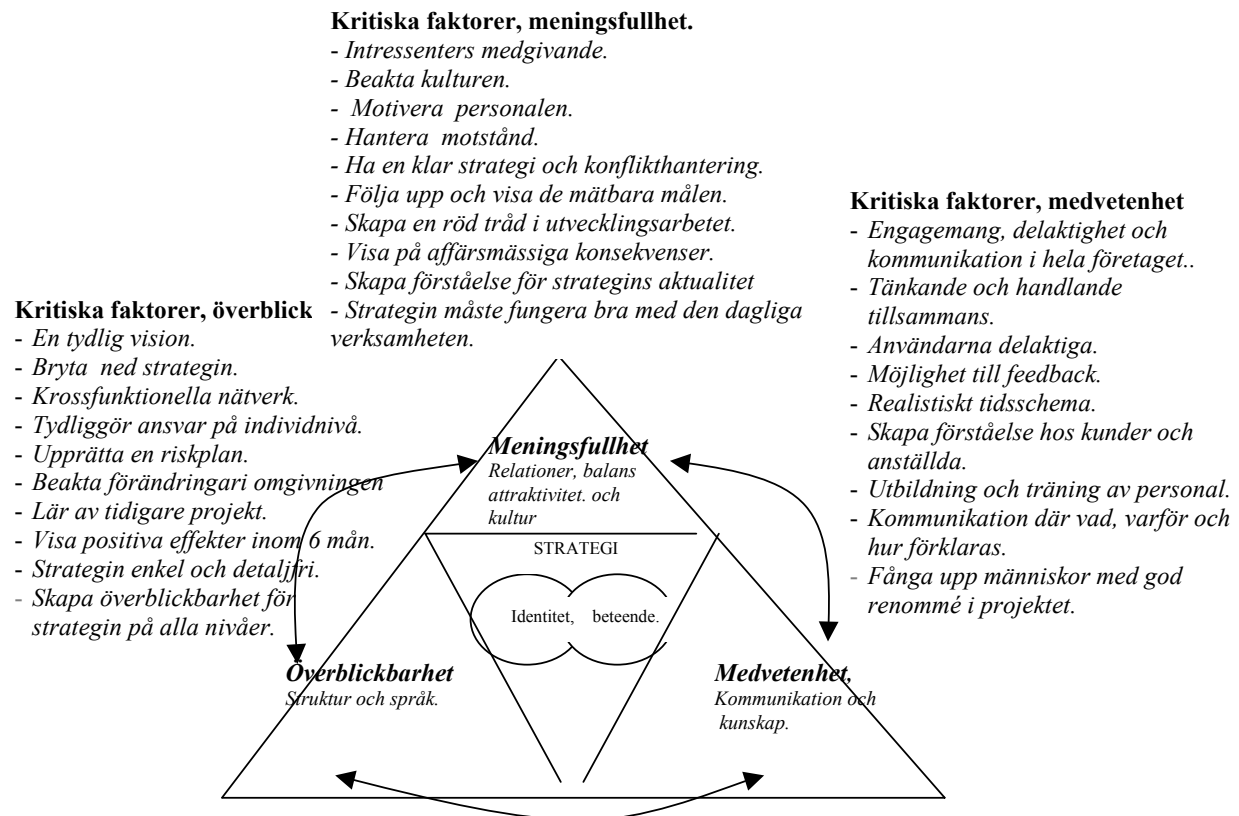 Kritiska faktorer, meningsfullhet.
- Intressenters medgivande.
- Beakta kulturen.
- Motivera personalen.
- Hantera motstånd.
- Ha en klar strategi och konflikthantering.
- Följa upp och visa de mätbara målen.
- Skapa en röd tråd i utvecklingsarbetet.
- Visa på affärsmässiga konsekvenser.
- Skapa förståelse för strategins aktualitet
- Strategin måste fungera bra med den dagliga
verksamheten.
Kritiska faktorer, medvetenhet
- Engagemang, delaktighet och
kommunikation i hela företaget..
- Tänkande och handlande
tillsammans.
- Användarna delaktiga.
- Möjlighet till feedback.
- Realistiskt tidsschema.
- Skapa förståelse hos kunder och
anställda.
- Utbildning och träning av personal.
- Kommunikation där vad, varför och
hur förklaras.
- Fånga upp människor med god
renommé i projektet.
Kritiska faktorer, överblick
- En tydlig vision.
- Bryta ned strategin.
- Krossfunktionella nätverk.
- Tydliggör ansvar på individnivå.
- Upprätta en riskplan.
- Beakta förändringari omgivningen
- Lär av tidigare projekt.
- Visa positiva effekter inom 6 mån.
- Strategin enkel och detaljfri.
- Skapa överblickbarhet för
strategin på alla nivåer.
Meningsfullhet
Relationer, balans
attraktivitet. och
kultur
STRATEGI
Identitet, beteende.
Överblickbarhet
Struktur och språk.
Medvetenhet,
Kommunikation och
kunskap.